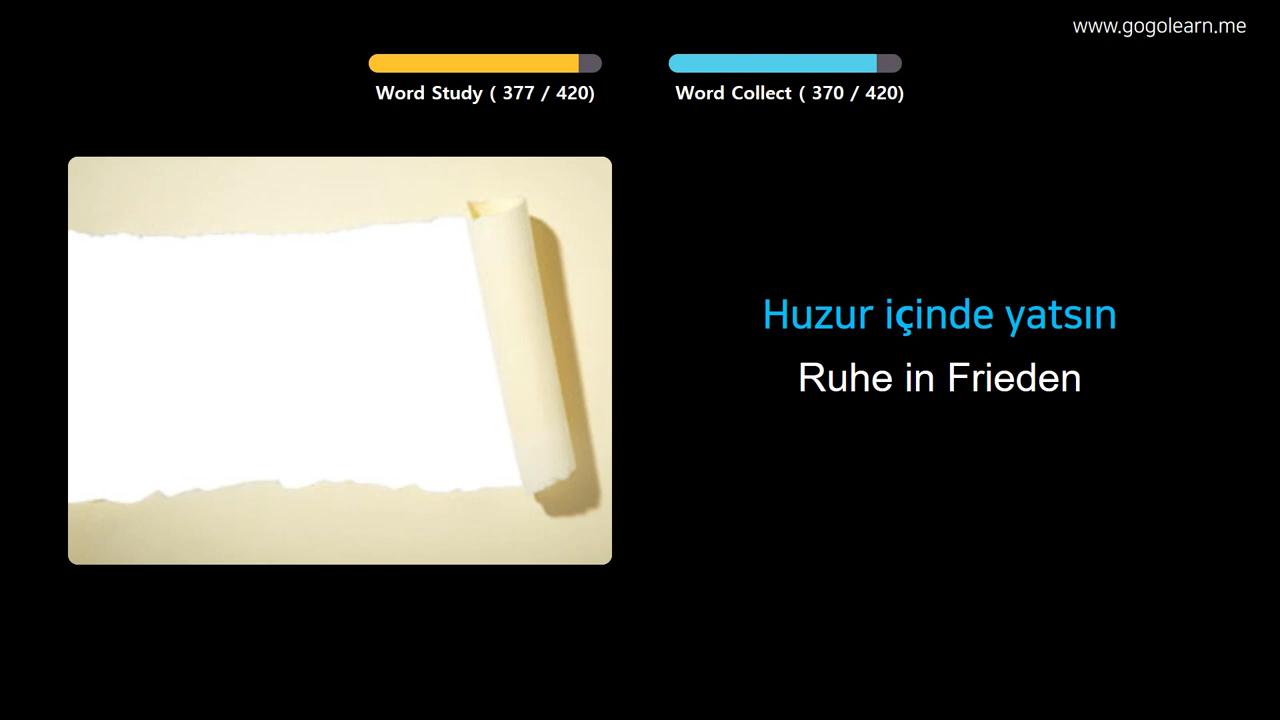 www.gogolearn.me
Word Study ( 377 / 420)
Word Collect ( 370 / 420)
Huzur içinde yatsın
Ruhe in Frieden